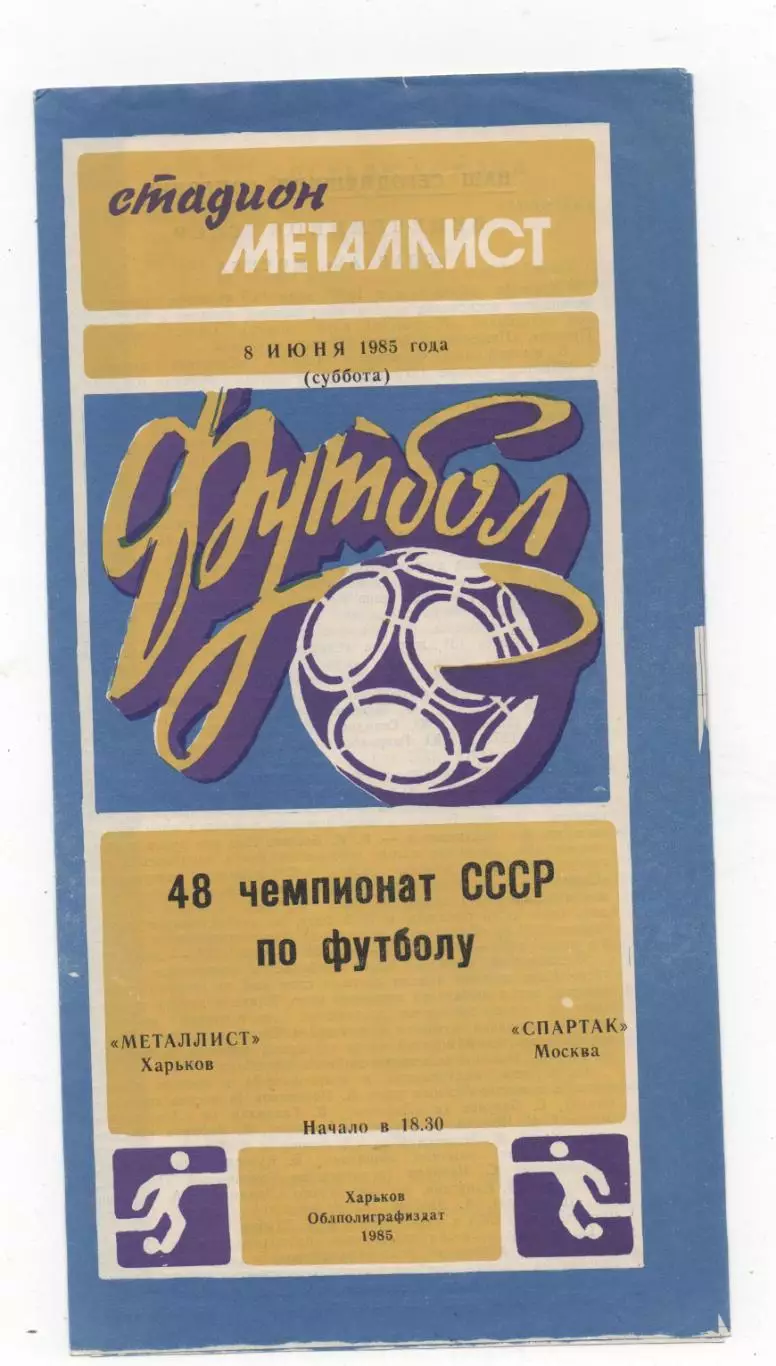 стадион
МЕТАЛЛИСТ
8 ИЮНЯ 1985 года
(суббота)
Футбол
48 чемпионат СССР
по футболу
«МЕТАЛЛИСТ»
Харьков
«СПАРТАК»
Москва
Начало в 18.30
Харьков
Облполиграфиздат
1985